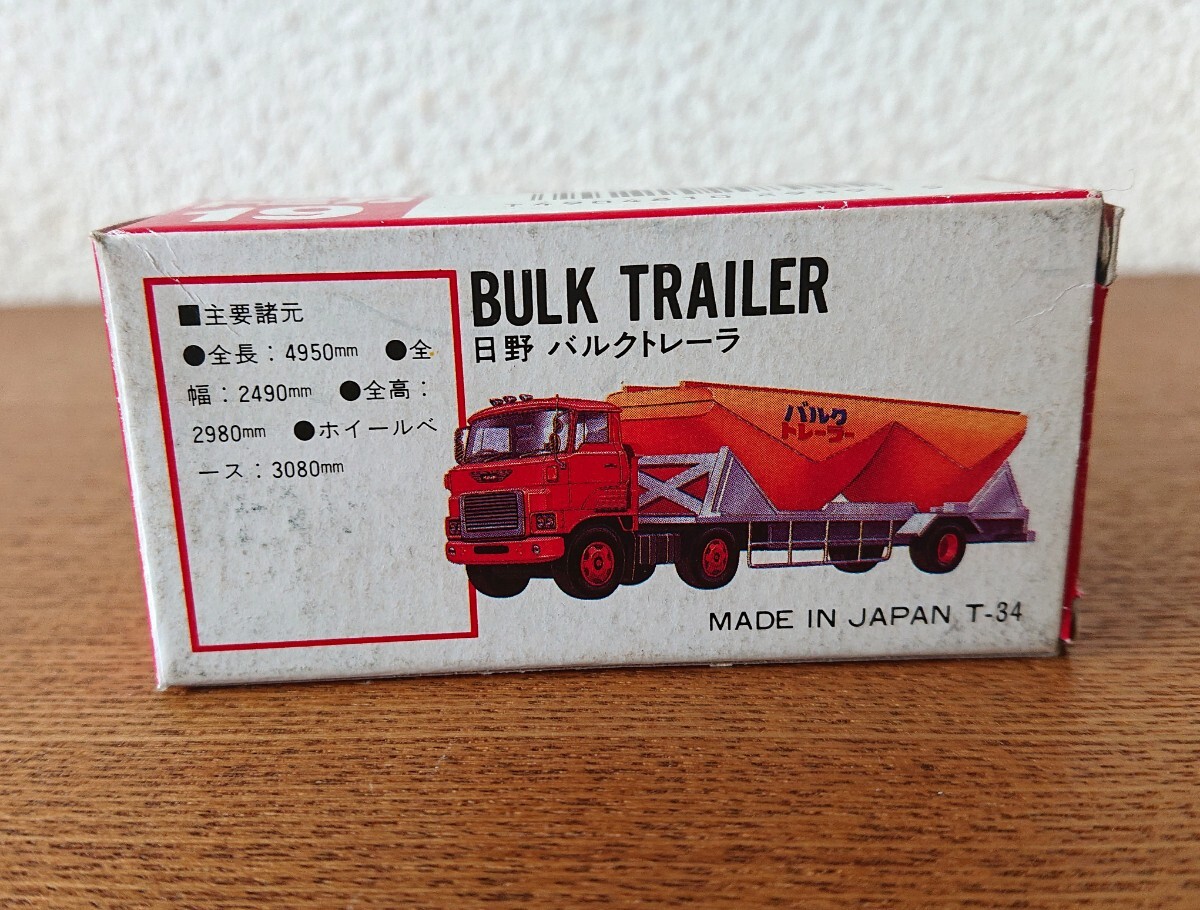 19
■主要諸元
●全長：4950mm ●全
幅：2490mm ●全高：
2980mm ●ホイールベ
ース：3080mm
BULK TRAILER
日野 バルクトレーラ
バルク
トレーラー
MADE IN JAPAN T-34